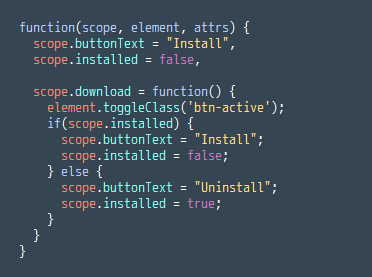 function(scope, element, attrs) {
  scope.buttonText = "Install",
  scope.installed = false,

  scope.download = function() {
    element.toggleClass('btn-active');
    if(scope.installed) {
      scope.buttonText = "Install";
      scope.installed = false;
    } else {
      scope.buttonText = "Uninstall";
      scope.installed = true;
    }
  }
}